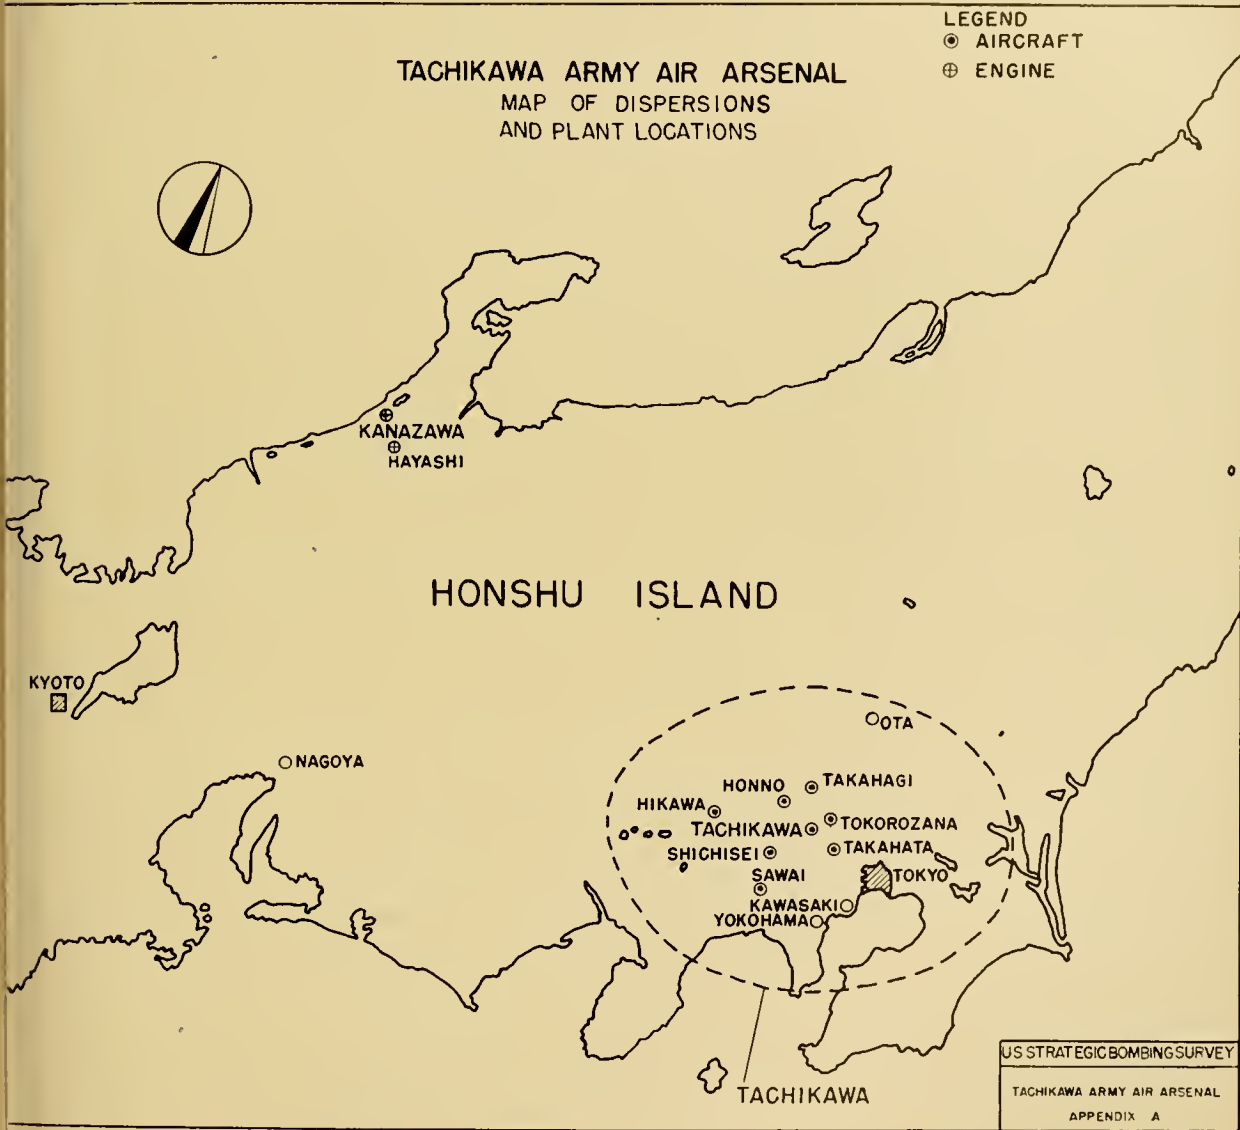 LEGEND
AIRCRAFT
ENGINE
TACHIKAWA ARMY AIR ARSENAL
MAP OF DISPERSIONS
AND PLANT LOCATIONS
KANAZAWA
HAYASHI
HONSHU ISLAND
KYOTO
NAGOYA
OTA
HONNO
TAKAHAGI
HIKAWA
TACHIKAWA
TOKOROZANA
SHICHISEI
TAKAHATA
SAWAI
TOKYO
KAWASAKI
YOKOHAMA
TACHIKAWA
US STRATEGIC BOMBING SURVEY
TACHIKAWA ARMY AIR ARSENAL
APPENDIX A